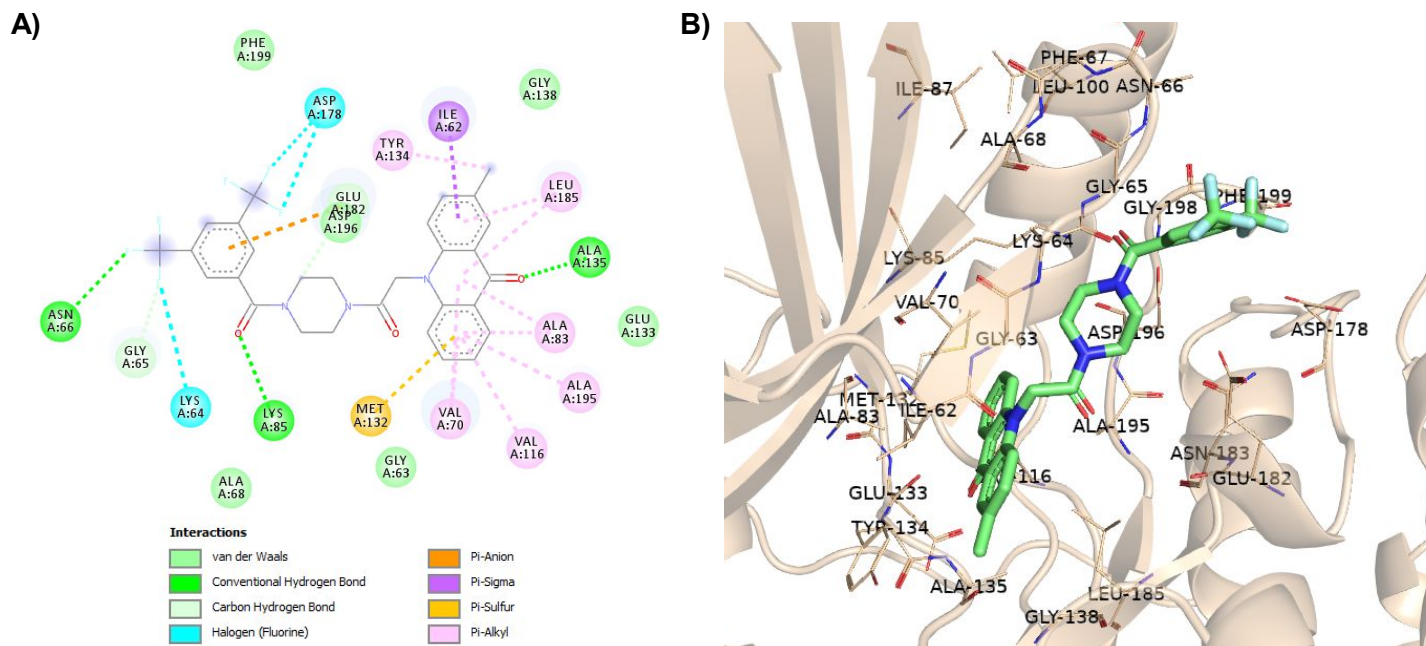 A)
PHE
A:199
GLY
A:138
ASP
A:178
ILE
A:62
TYR
A:134
LEU
A:185
GLU
A:182
ASP
A:196
ALA
A:135
ASN
A:66
GLU
A:133
GLY
A:65
ALA
A:83
LYS
A:64
LYS
A:85
MET
A:132
VAL
A:70
ALA
A:195
VAL
A:116
GLY
A:63
ALA
A:68
F
F
F
F
O
N
N
O
N
O
Interactions
van der Waals
Conventional Hydrogen Bond
Carbon Hydrogen Bond
Halogen (Fluorine)
Pi-Anion
Pi-Sigma
Pi-Sulfur
Pi-Alkyl
B)
PHE-67
ILE-87
LEU-100
ASN-66
ALA-68
GLY-65
PHE-199
GLY-198
LYS-64
LYS-85
VAL-70
GLY-63
ASP-196
ASP-178
MET-132
ALA-83
ILE-62
ALA-195
ASN-183
GLU-182
GLU-133
116
TYR-134
ALA-135
LEU-185
GLY-138